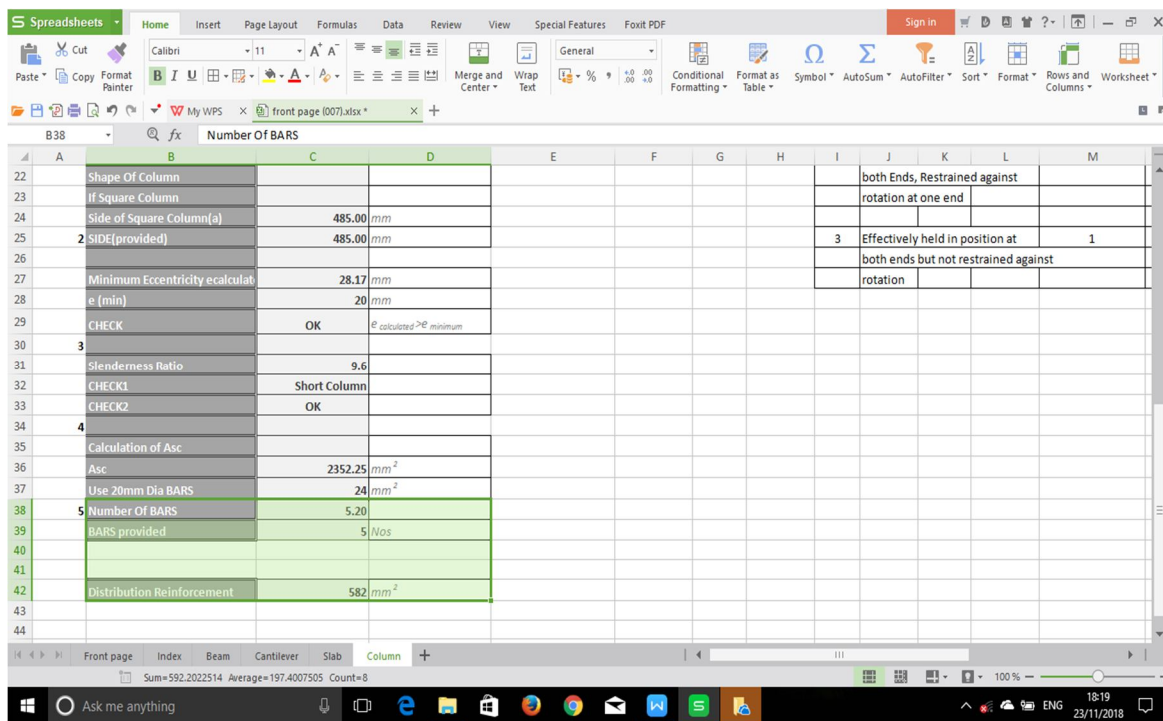 Spreadsheets Home Insert Page Layout Formulas Data Review View Special Features Foxit PDF Sign in
Cut Calibri 11 General
Paste Copy Format Painter B I U Merge and Center Wrap Text Conditional Formatting Format as Table Symbol AutoSum AutoFilter Sort Format Rows and Columns Worksheet
My WPS front page (007).xlsx *
B38 fx Number Of BARS
A B C D E F G H I J K L M
22 Shape Of Column both Ends, Restrained against
23 If Square Column rotation at one end
24 Side of Square Column(a) 485.00 mm
25 2 SIDE(provided) 485.00 mm 3 Effectively held in position at 1
26 both ends but not restrained against
27 Minimum Eccentricity ecalculat 28.17 mm rotation
28 e (min) 20 mm
29 CHECK OK e calculated >e minimum
30 3
31 Slenderness Ratio 9.6
32 CHECK1 Short Column
33 CHECK2 OK
34 4
35 Calculation of Asc
36 Asc 2352.25 mm²
37 Use 20mm Dia BARS 24 mm²
38 5 Number Of BARS 5.20
39 BARS provided 5 Nos
40
41
42 Distribution Reinforcement 582 mm²
43
44
Front page Index Beam Cantilever Slab Column
Sum=592.2022514 Average=197.4007505 Count=8 100 %
Ask me anything ENG 18:19
23/11/2018